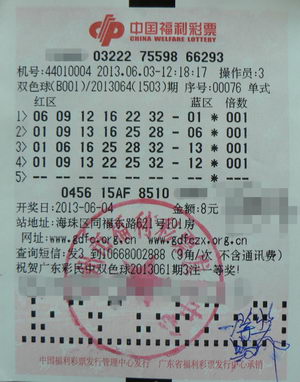 中国福利彩票
CHINA WELFARE LOTTERY
03222 75598 66293
机号:44010004 2013.06.03-12:18:17 操作员:3
双色球(B001)/2013064(1503)期 序号:00076 单式
红区 蓝区 倍数
1> 06 09 12 16 22 32 - 01 * 001
2> 01 09 13 16 25 28 - 06 * 001
3> 06 09 12 16 22 32 - 13 * 001
4> 01 09 13 16 25 28 - 12 * 001
5>
0456 15AF 8510
开奖日:2013-06-04 金额:8元
站地址:海珠区同福东路621号101房
网址:www.gdfc.org.cn www.gdfczx.org.cn
查询短信:发3 到10668002888 (9角/次 不含通讯费)
祝贺广东彩民中双色球2013061期3注一等奖!
中国福利彩票发行管理中心发行 广东省福利彩票发行中心承销